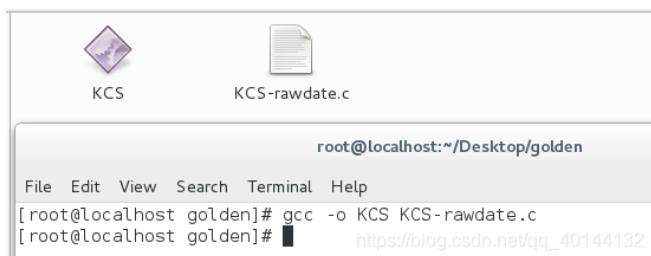 KCS KCS-rawdate.c
root@localhost:~/Desktop/golden
File Edit View Search Terminal Help
[root@localhost golden]# gcc -o KCS KCS-rawdate.c
[root@localhost golden]#
https://blog.csdn.net/qq_40144132